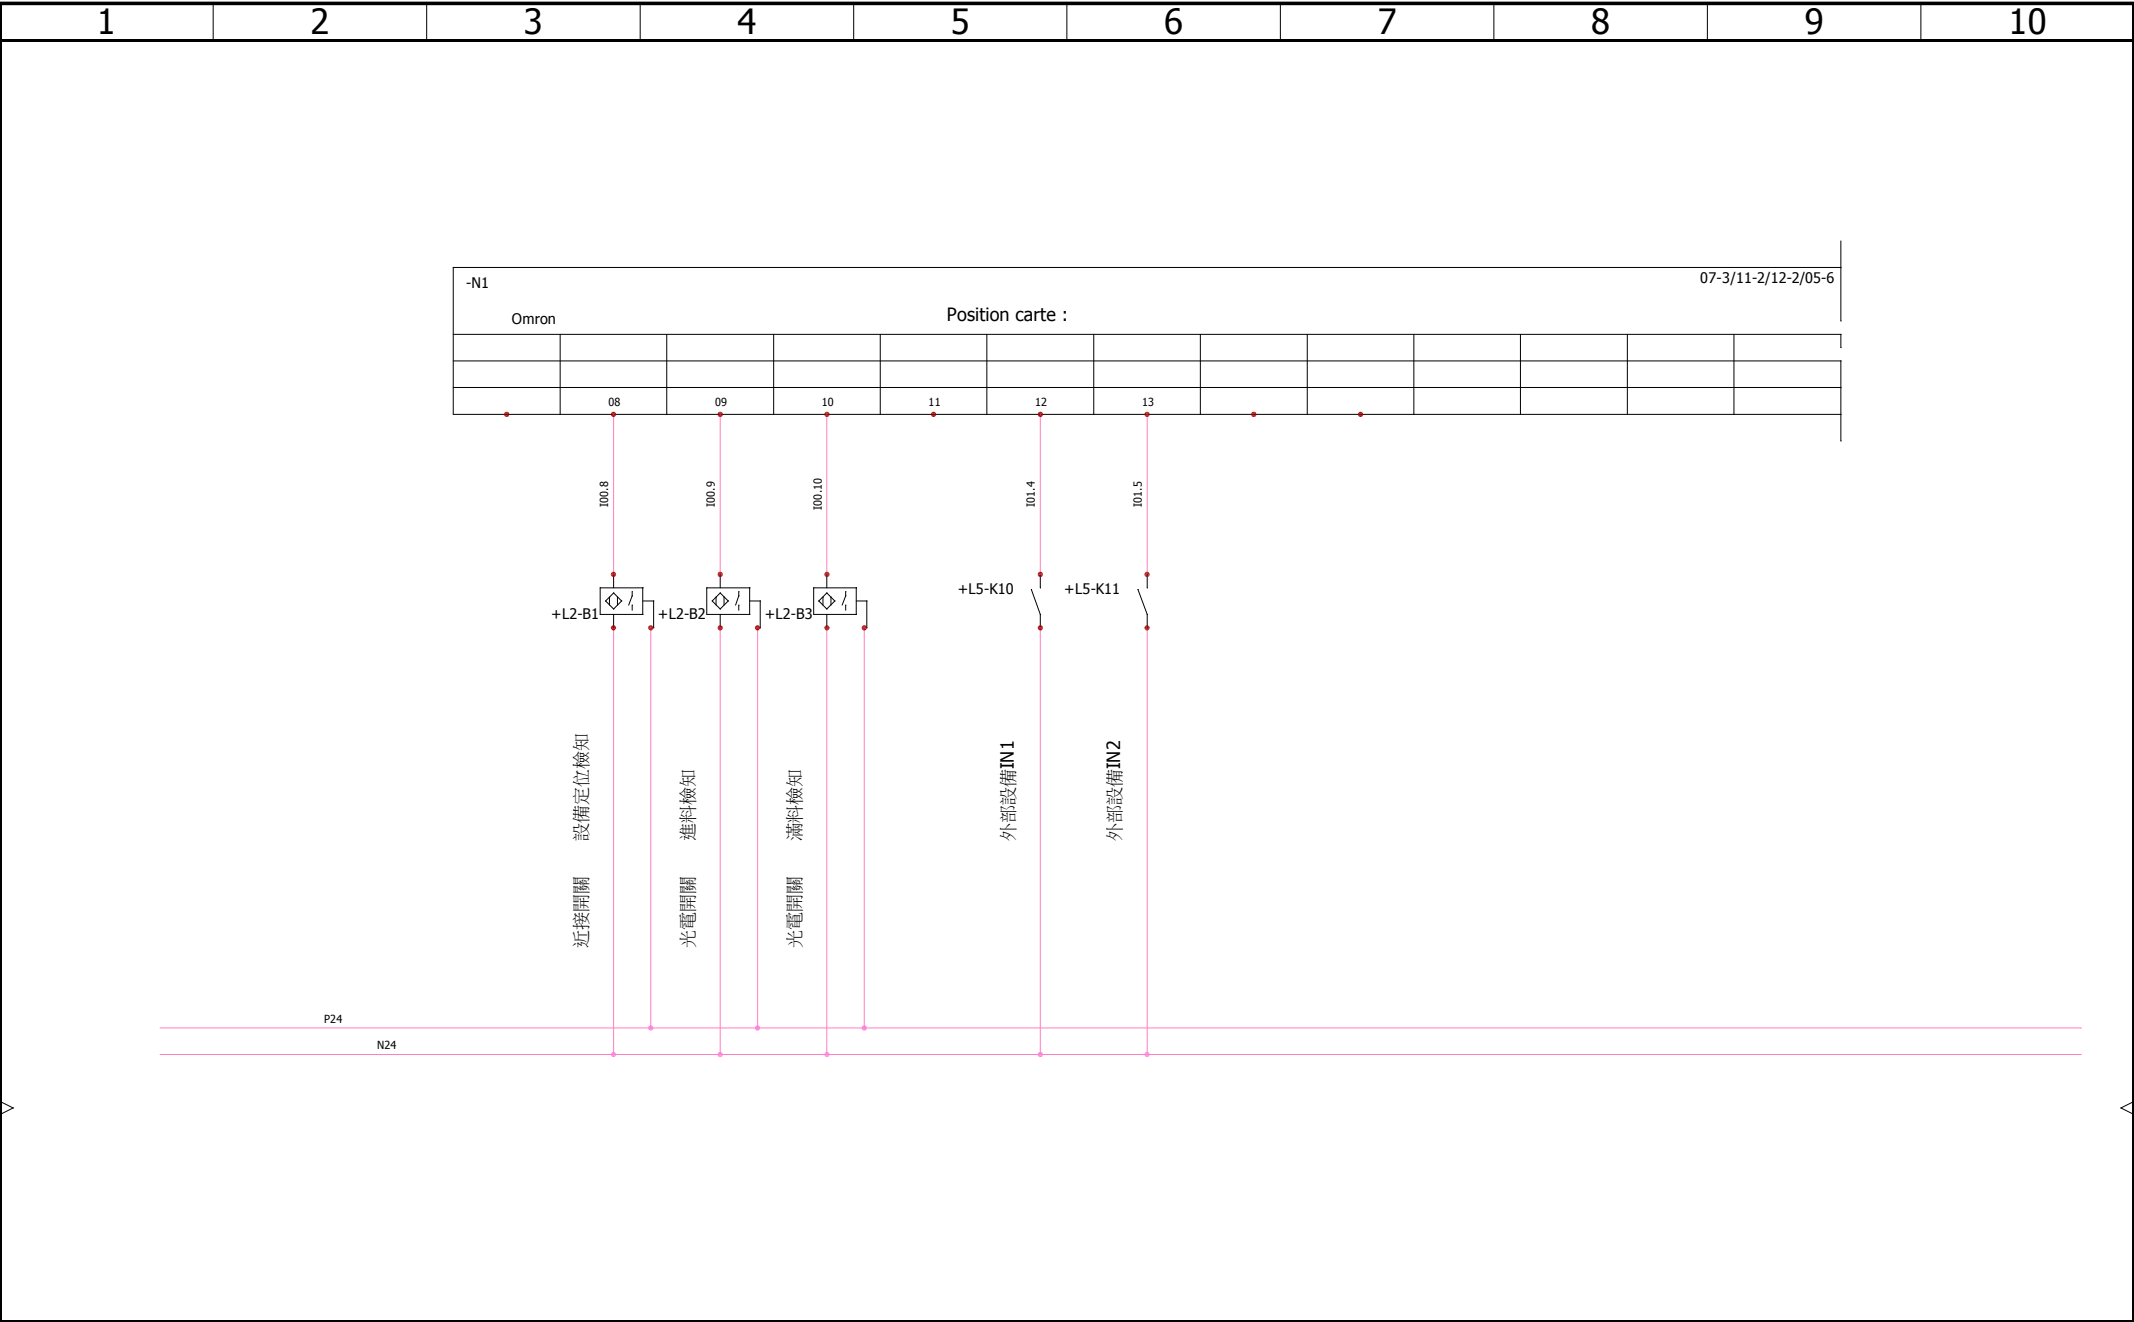 1 2 3 4 5 6 7 8 9 10
-N1
07-3/11-2/12-2/05-6
Omron
Position carte :
08 09 10 11 12 13
I00.8
I00.9
I00.10
I01.4
I01.5
+L2-B1
+L2-B2
+L2-B3
+L5-K10
+L5-K11
近接開關 設備定位檢知
光電開關 進料檢知
光電開關 滿料檢知
外部設備IN1
外部設備IN2
P24
N24